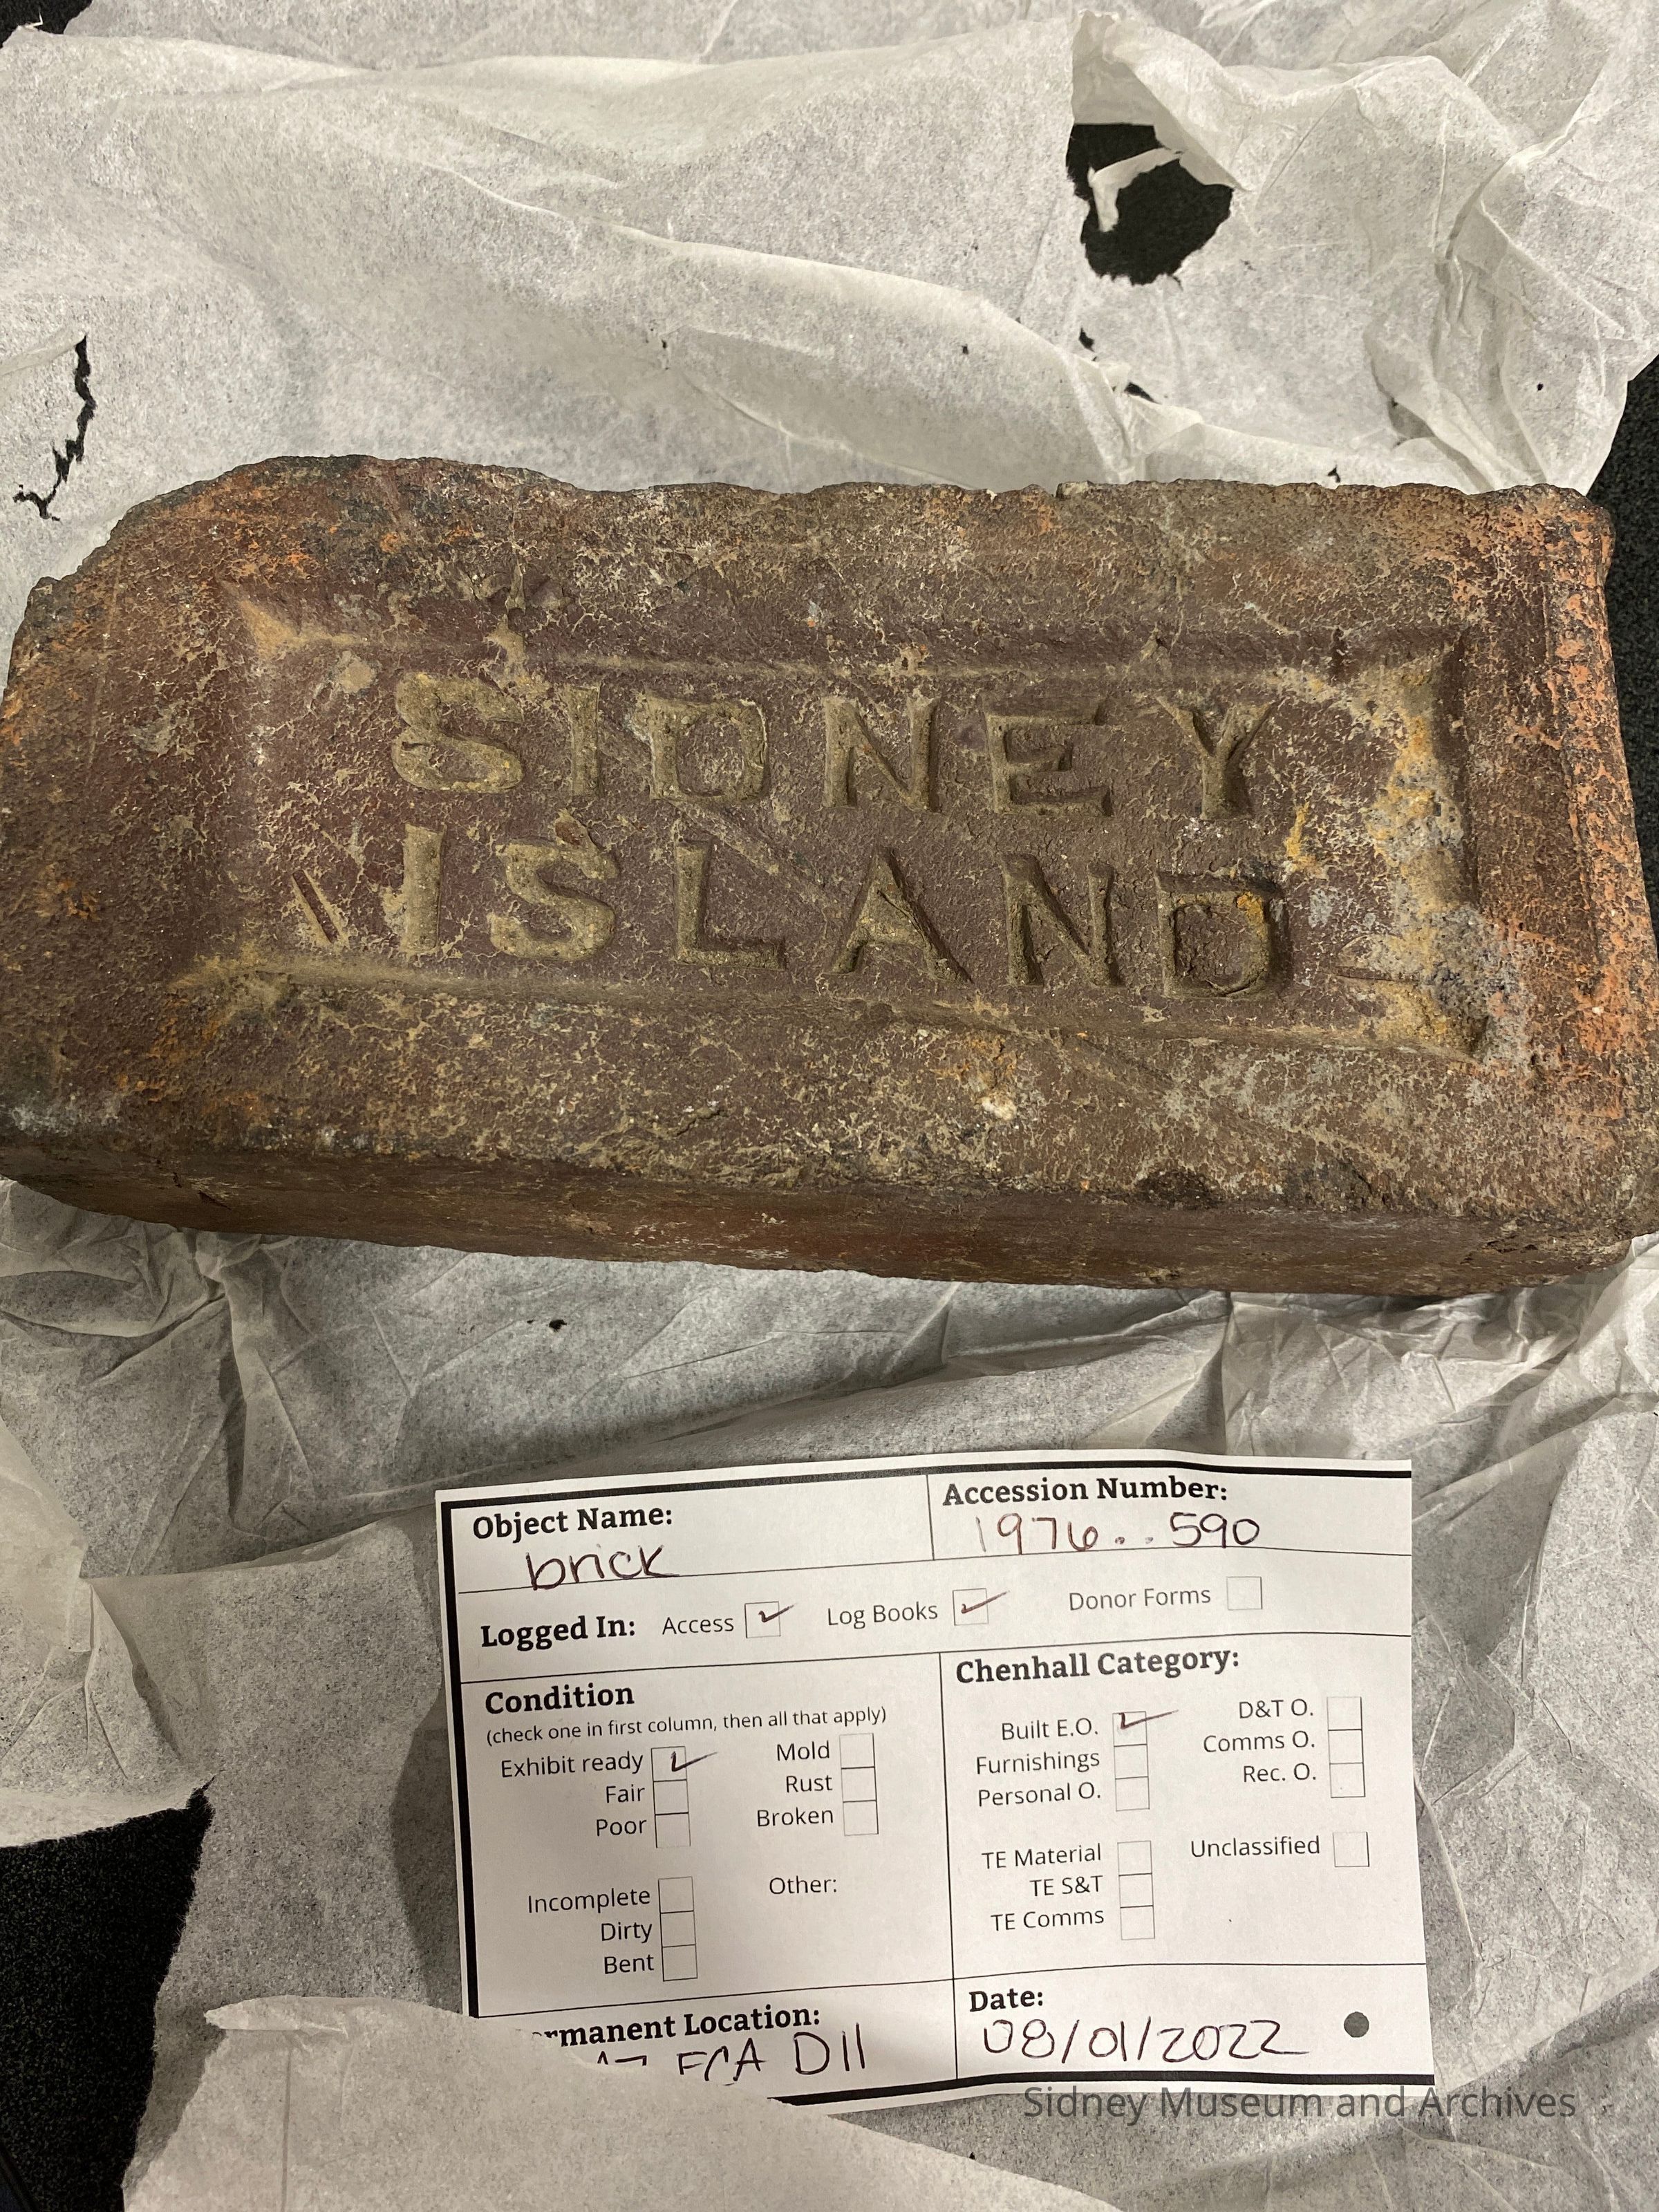 SIDNEY
ISLAND
Object Name:
brick
Accession Number:
1976..590
Logged In: Access Log Books Donor Forms
Condition
(check one in first column, then all that apply)
Exhibit ready
Fair
Poor
Mold
Rust
Broken
Incomplete
Dirty
Bent
Other:
Chenhall Category:
Built E.O.
Furnishings
Personal O.
D&T O.
Comms O.
Rec. O.
TE Material
TE S&T
TE Comms
Unclassified
Location:
D11
Date:
08/01/2022
Sidney Museum and Archives